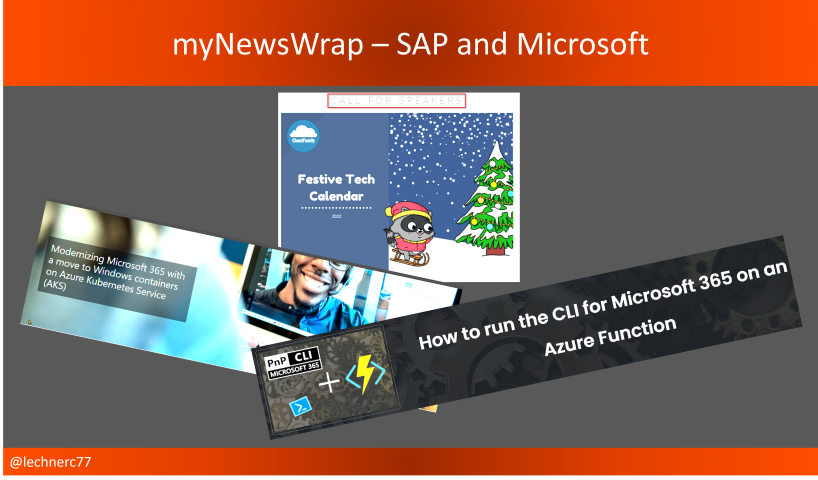 myNewsWrap – SAP and Microsoft
CALL FOR SPEAKERS
CloudFamily
Festive Tech
Calendar
2022
Modernizing Microsoft 365 with
a move to Windows containers
on Azure Kubernetes Service
(AKS)
How to run the CLI for Microsoft 365 on an
Azure Function
PnP CLI
MICROSOFT 365
@lechnerc77